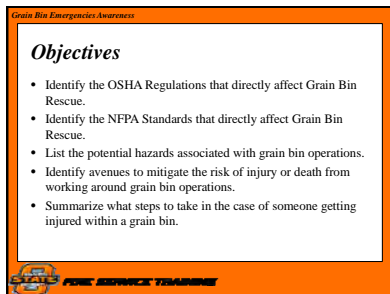 Grain Bin Emergencies Awareness
Objectives
• Identify the OSHA Regulations that directly affect Grain Bin
Rescue.
• Identify the NFPA Standards that directly affect Grain Bin
Rescue.
• List the potential hazards associated with grain bin operations.
• Identify avenues to mitigate the risk of injury or death from
working around grain bin operations.
• Summarize what steps to take in the case of someone getting
injured within a grain bin.
STATE FIRE SERVICE TRAINING